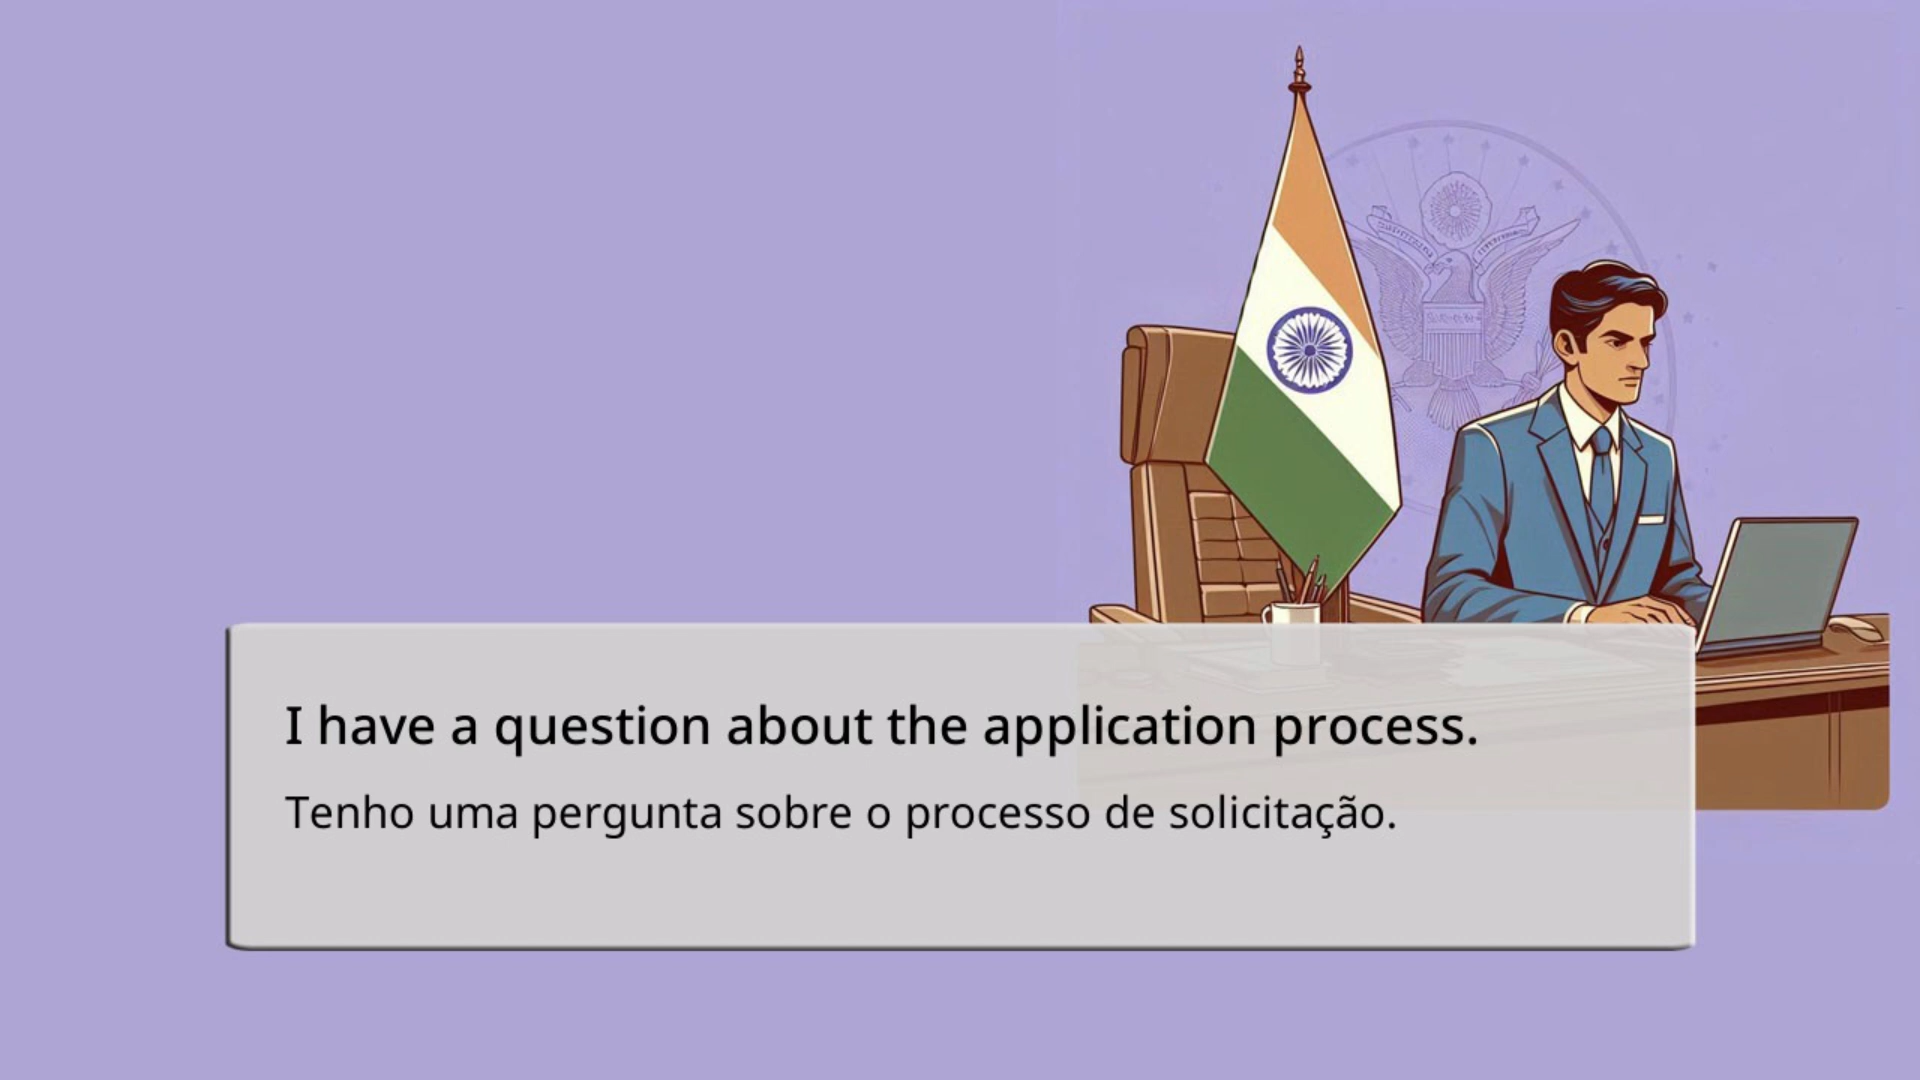 I have a question about the application process.
Tenho uma pergunta sobre o processo de solicitação.